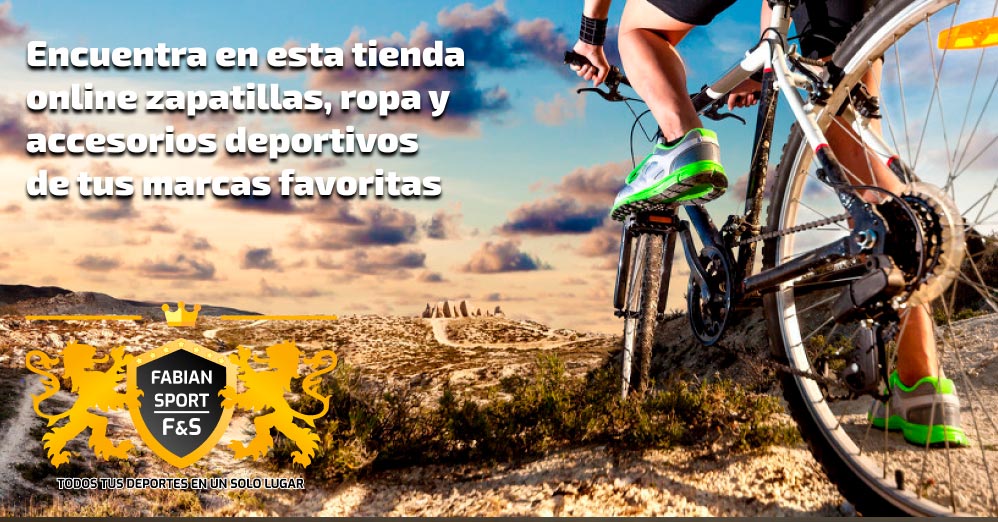 Encuentra en esta tienda
online zapatillas, ropa y
accesorios deportivos
de tus marcas favoritas
FABIAN
SPORT
F&S
TODOS TUS DEPORTES EN UN SOLO LUGAR